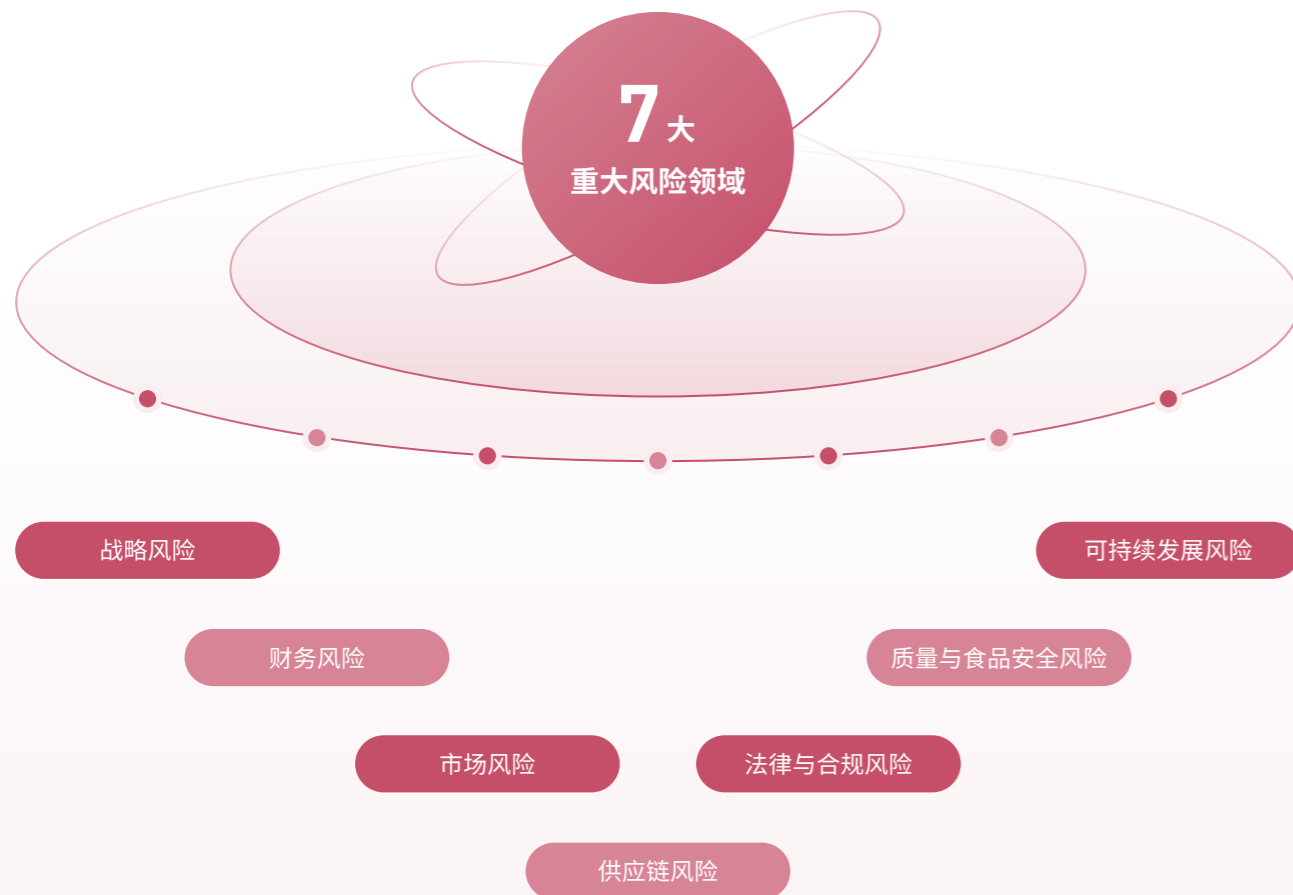 7 大
重大风险领域
战略风险
可持续发展风险
财务风险
质量与食品安全风险
市场风险
法律与合规风险
供应链风险